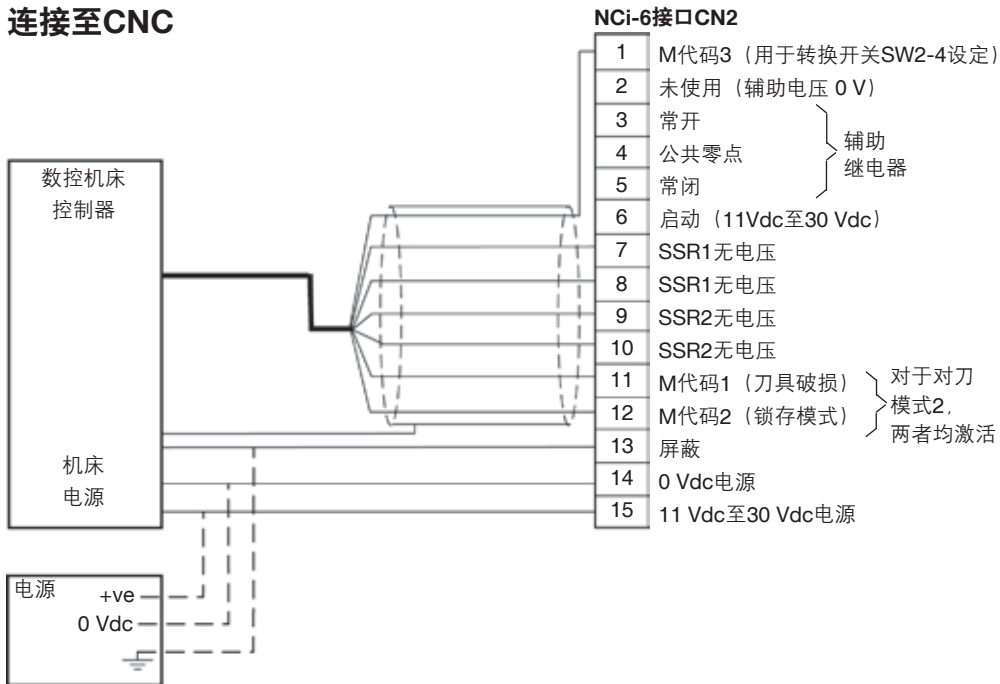 连接至CNC
NCi-6接口CN2
1 M代码3（用于转换开关SW2-4设定）
2 未使用（辅助电压 0 V）
3 常开
4 公共零点
5 常闭
辅助
继电器
6 启动（11Vdc至30 Vdc）
7 SSR1无电压
8 SSR1无电压
9 SSR2无电压
10 SSR2无电压
11 M代码1（刀具破损）
12 M代码2（锁存模式）
对于对刀
模式2，
两者均激活
13 屏蔽
14 0 Vdc电源
15 11 Vdc至30 Vdc电源
数控机床
控制器
机床
电源
电源
+ve
0 Vdc